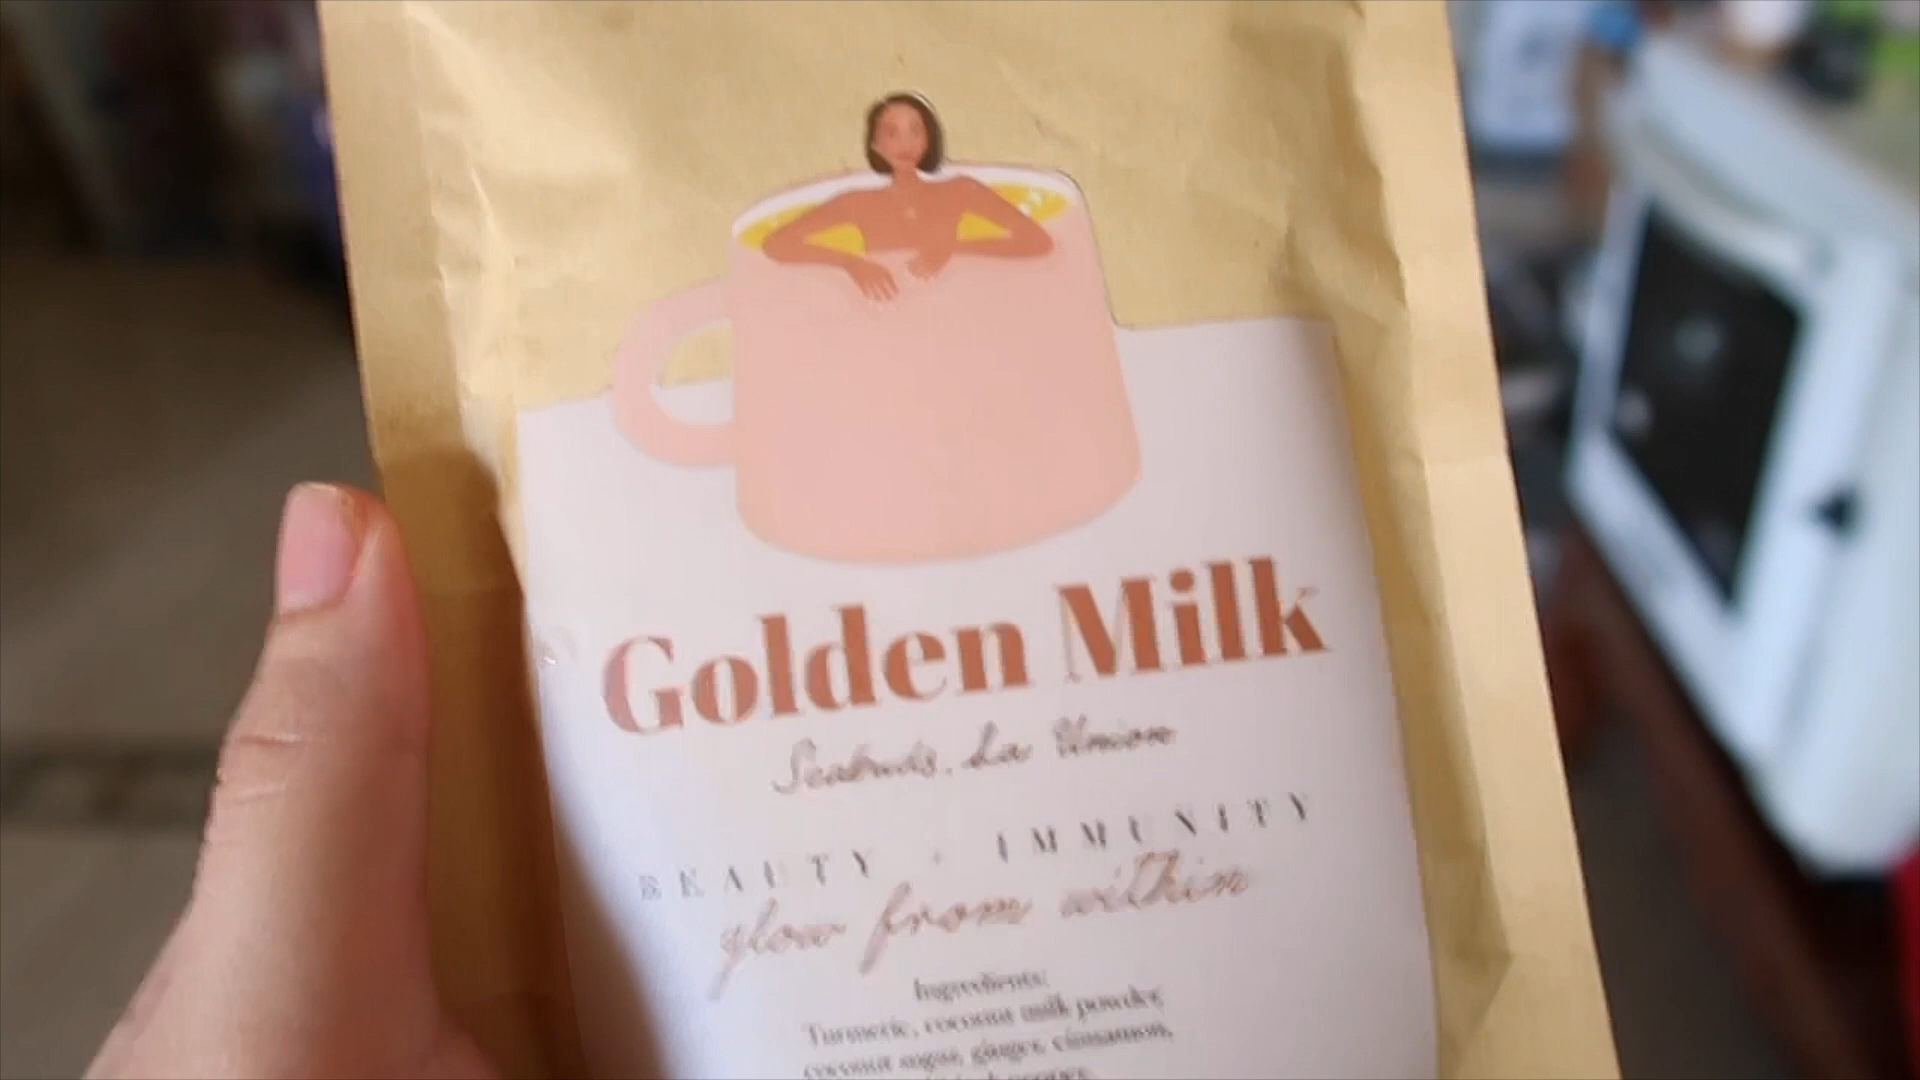 Golden Milk
Seabuds, La Union
BEAUTY + IMMUNITY
glow from within
Ingredients:
Turmeric, coconut milk powder,
coconut sugar, ginger, cinnamon,
pepper,